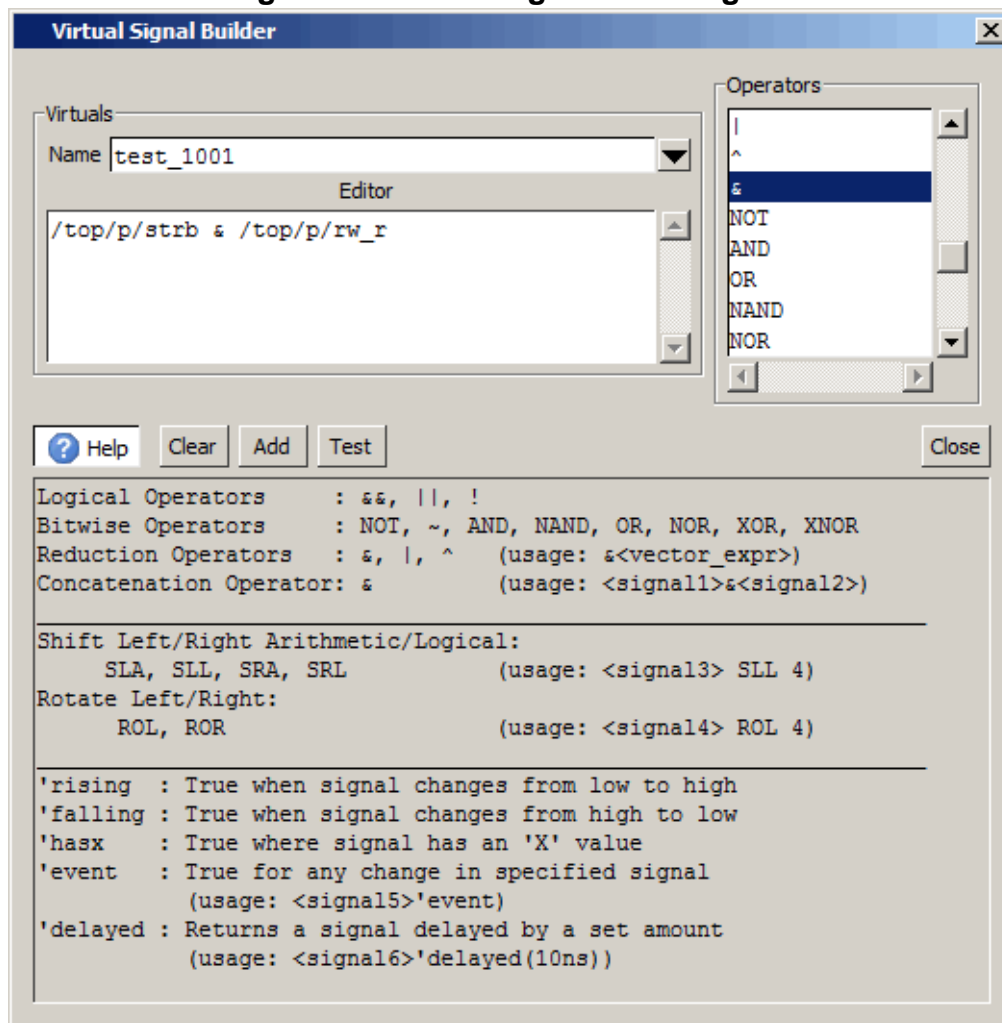 Virtual Signal Builder
Virtuals
Name test_1001
Editor
/top/p/strb & /top/p/rw_r
Operators
|
^
&
NOT
AND
OR
NAND
NOR
? Help Clear Add Test Close
Logical Operators : &&, ||, !
Bitwise Operators : NOT, ~, AND, NAND, OR, NOR, XOR, XNOR
Reduction Operators : &, |, ^ (usage: &<vector_expr>)
Concatenation Operator: & (usage: <signal1>&<signal2>)
Shift Left/Right Arithmetic/Logical:
SLA, SLL, SRA, SRL (usage: <signal3> SLL 4)
Rotate Left/Right:
ROL, ROR (usage: <signal4> ROL 4)
'rising : True when signal changes from low to high
'falling : True when signal changes from high to low
'hasx : True where signal has an 'X' value
'event : True for any change in specified signal
(usage: <signal5>'event)
'delayed : Returns a signal delayed by a set amount
(usage: <signal6>'delayed(10ns))